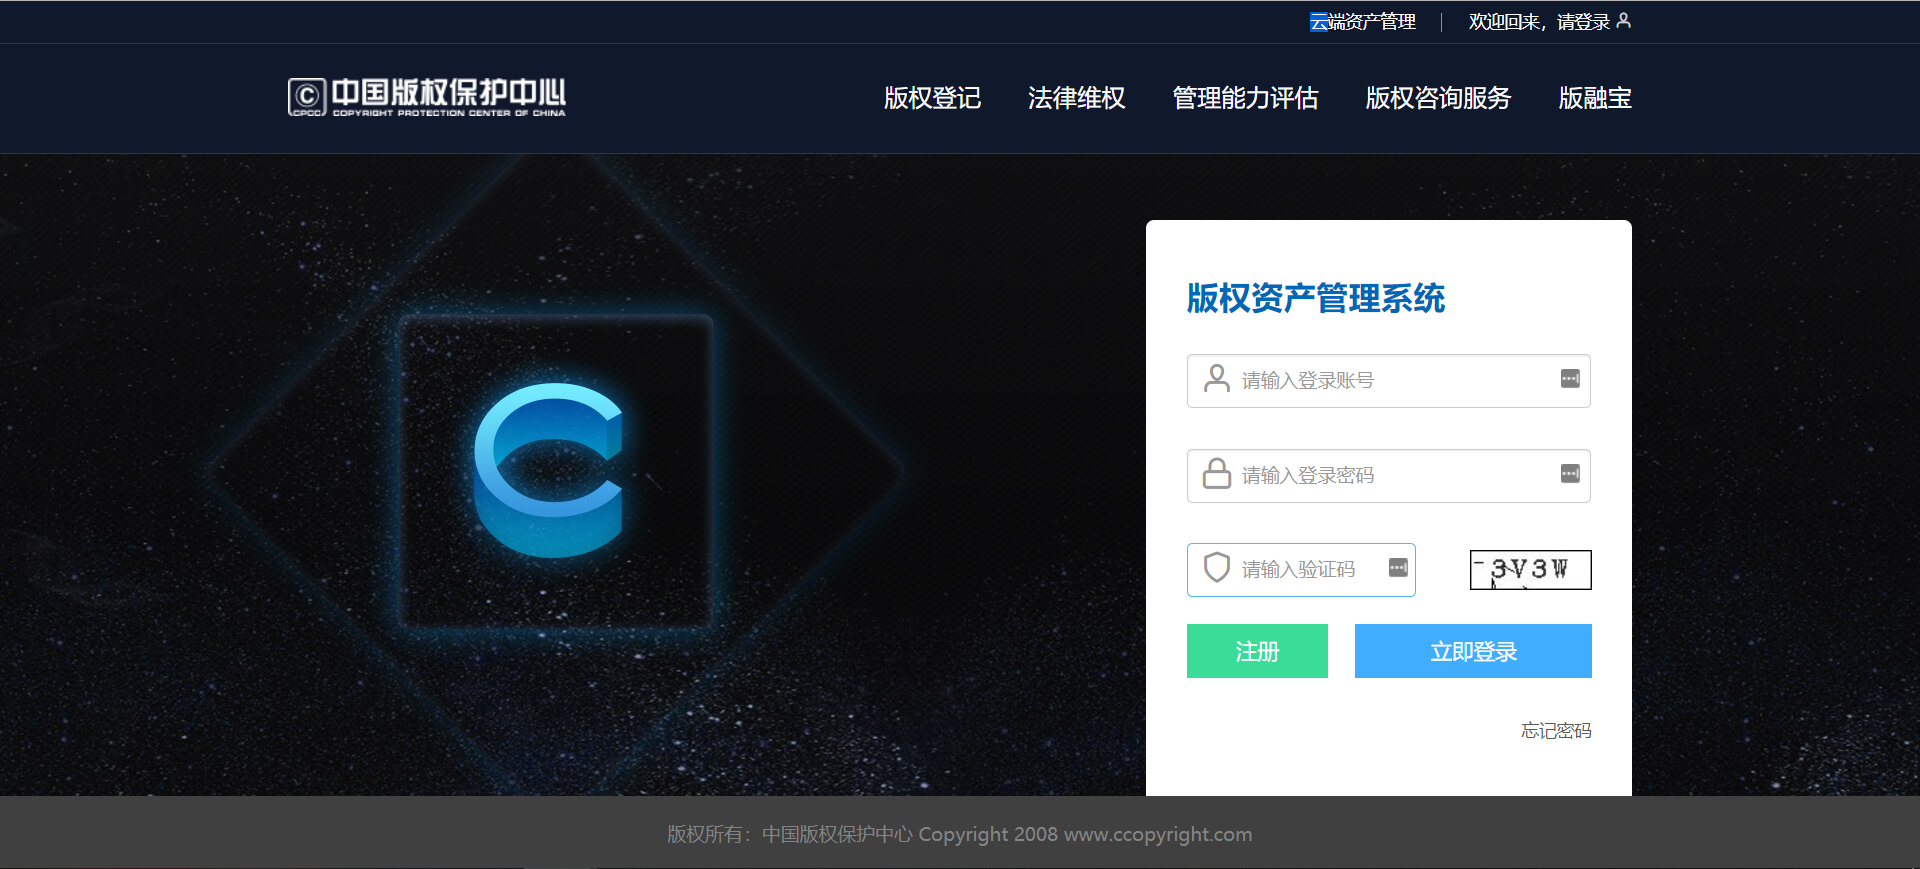 云端资产管理 欢迎回来，请登录
中国版权保护中心
CPCC COPYRIGHT PROTECTION CENTER OF CHINA
版权登记 法律维权 管理能力评估 版权咨询服务 版融宝
版权资产管理系统
请输入登录账号
请输入登录密码
请输入验证码 3V3W
注册 立即登录
忘记密码
版权所有：中国版权保护中心 Copyright 2008 www.ccopyright.com